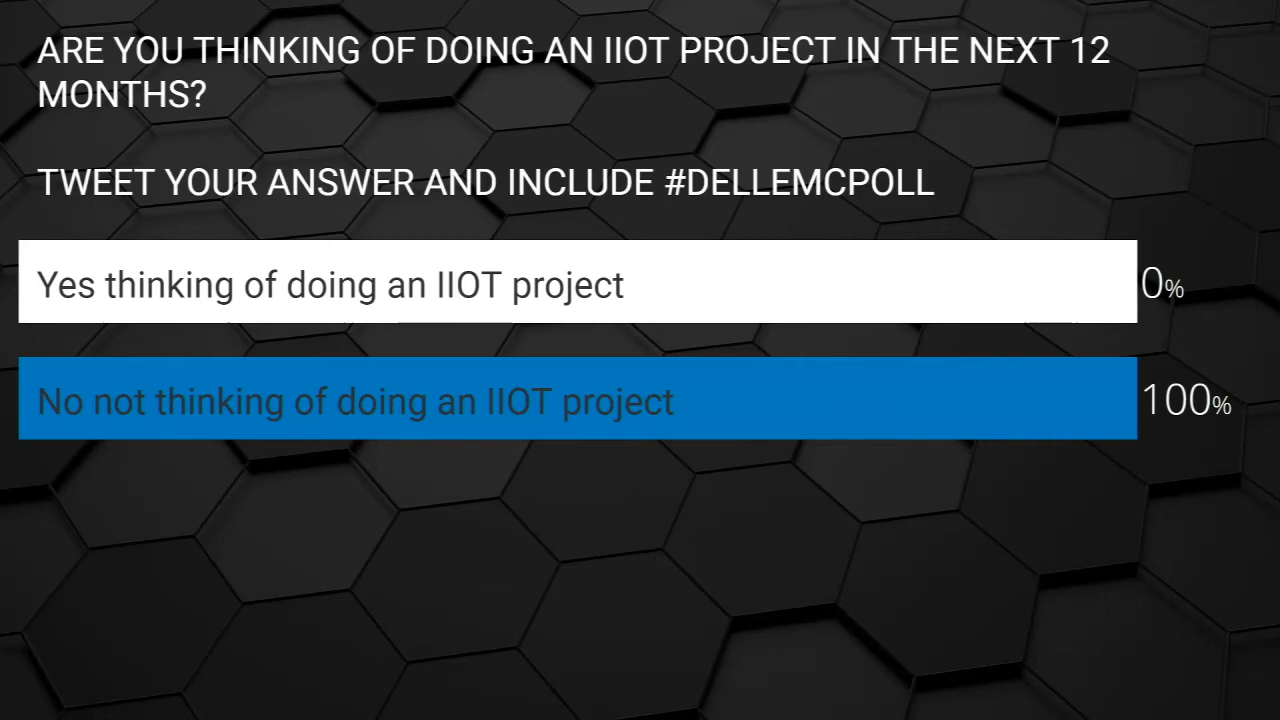 ARE YOU THINKING OF DOING AN IIOT PROJECT IN THE NEXT 12
MONTHS?
TWEET YOUR ANSWER AND INCLUDE #DELLEMCPOLL
Yes thinking of doing an IIOT project 0%
No not thinking of doing an IIOT project 100%